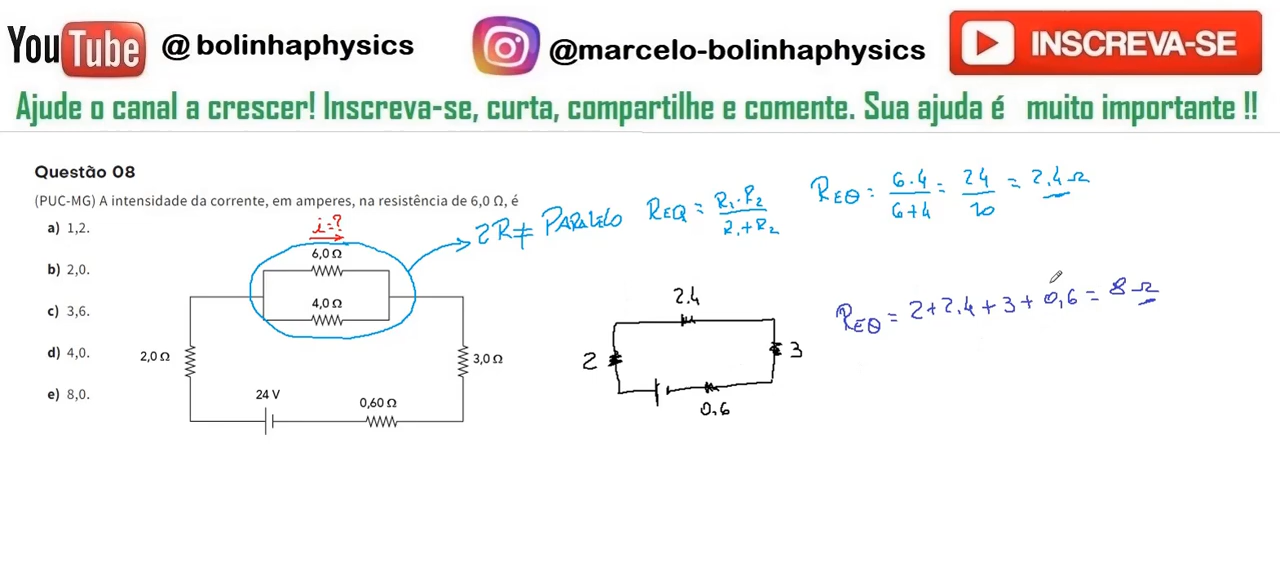 YouTube @bolinhaphysics @marcelo-bolinhaphysics INSCREVA-SE
Ajude o canal a crescer! Inscreva-se, curta, compartilhe e comente. Sua ajuda é muito importante !!
Questão 08
(PUC-MG) A intensidade da corrente, em amperes, na resistência de 6,0 Ω, é
a) 1,2.
b) 2,0.
c) 3,6.
d) 4,0.
e) 8,0.
i=?
6,0 Ω
4,0 Ω
2,0 Ω
3,0 Ω
24 V
0,60 Ω
2R≠ PARALELO REQ = R1.R2 / R1+R2
REQ = 6.4 / 6+4 = 24 / 10 = 2,4 Ω
2.4
2
3
0,6
REQ = 2+2,4+3+0,6 = 8 Ω